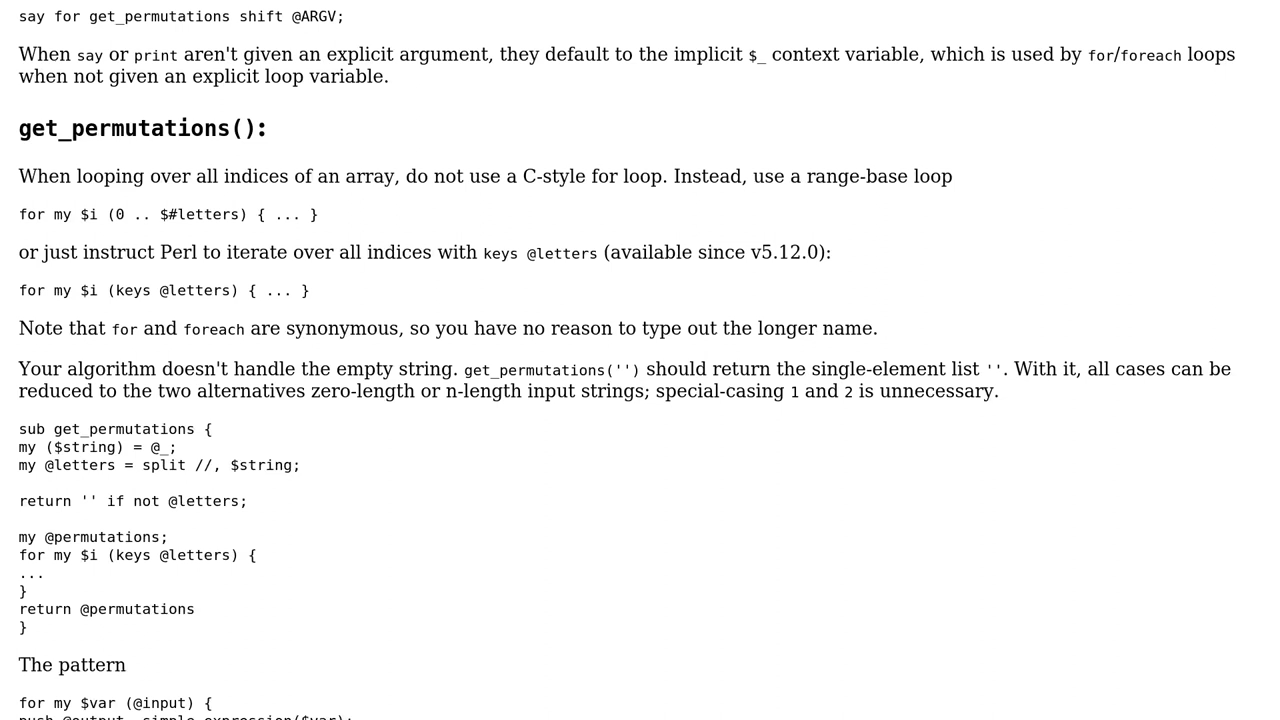 say for get_permutations shift @ARGV;
When say or print aren't given an explicit argument, they default to the implicit $_ context variable, which is used by for/foreach loops
when not given an explicit loop variable.
get_permutations():
When looping over all indices of an array, do not use a C-style for loop. Instead, use a range-base loop
for my $i (0 .. $#letters) { ... }
or just instruct Perl to iterate over all indices with keys @letters (available since v5.12.0):
for my $i (keys @letters) { ... }
Note that for and foreach are synonymous, so you have no reason to type out the longer name.
Your algorithm doesn't handle the empty string. get_permutations('') should return the single-element list ''. With it, all cases can be
reduced to the two alternatives zero-length or n-length input strings; special-casing 1 and 2 is unnecessary.
sub get_permutations {
my ($string) = @_;
my @letters = split //, $string;
return '' if not @letters;
my @permutations;
for my $i (keys @letters) {
...
}
return @permutations
}
The pattern
for my $var (@input) {
push @output, simple_expression($var);